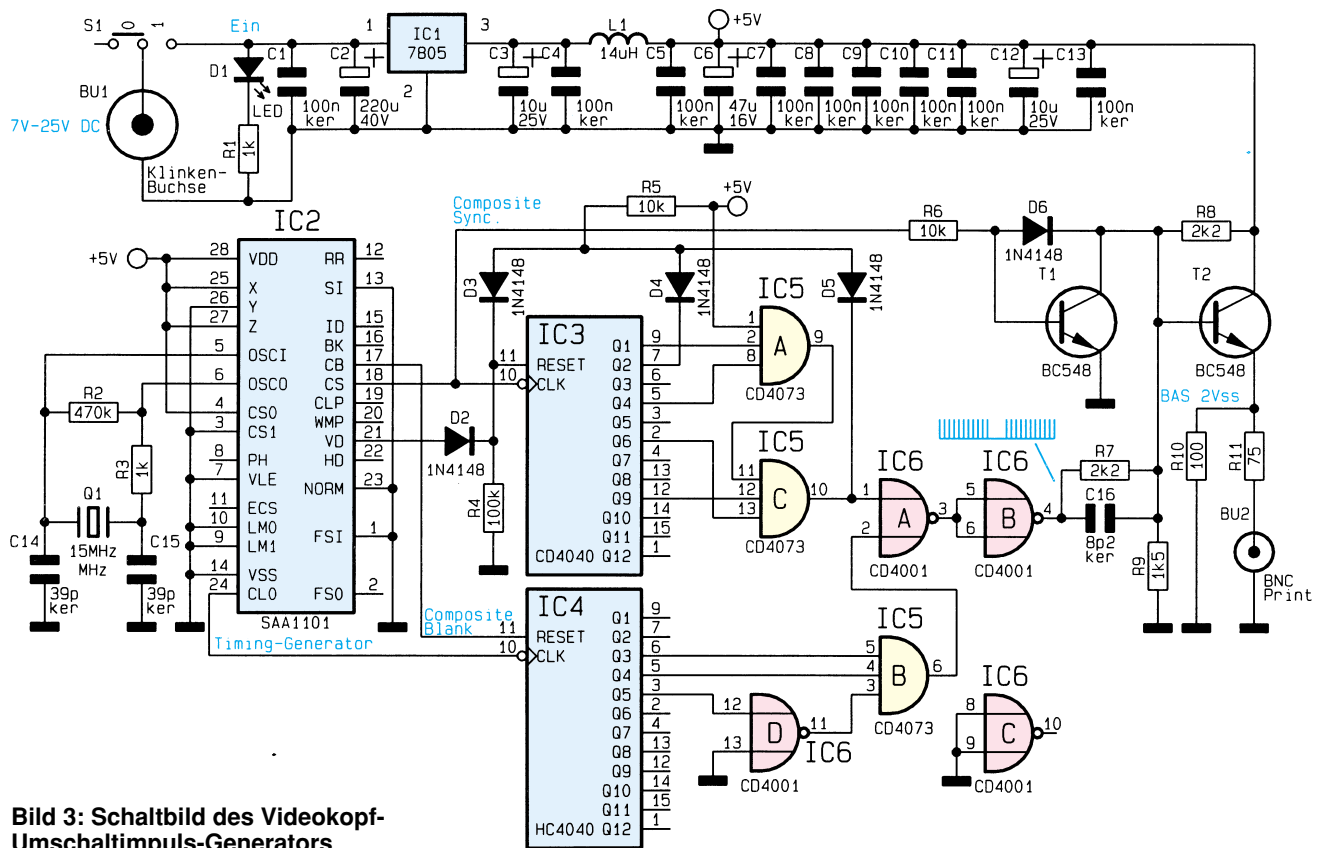 S1 0 1
Ein
1 IC1 7805 3
2
L1
14uH
+5V
D1
LED
C1
100n
ker
C2
220u
40V
C3
10u
25V
C4
100n
ker
C5
100n
ker
C6
47u
16V
C7
100n
ker
C8
100n
ker
C9
100n
ker
C10
100n
ker
C11
100n
ker
C12
10u
25V
C13
100n
ker
BU1
7V-25V DC
R1
1k
Klinken-
Buchse
IC2
+5V
28 VDD
25 X
26 Y
27 Z
5 OSCI
6 OSCO
4 CS0
3 CS1
8 PH
7 VLE
11 ECS
10 LM0
9 LM1
14 VSS
24 CLO
RR 12
SI 13
ID 15
BK 16
CB 17
CS 18
CLP 19
WMP 20
VD 21
HD 22
NORM 23
FSI 1
FSO 2
SAA1101
Timing-Generator
R2
470k
R3
1k
Q1
15MHz
MHz
C14
39p
ker
C15
39p
ker
Composite
Sync.
R5
10k
+5V
D3
1N4148
D4
1N4148
D5
1N4148
D2
1N4148
R4
100k
IC3
11 RESET
10 CLK
Q1 9
Q2 7
Q3 6
Q4 5
Q5 3
Q6 2
Q7 4
Q8 13
Q9 12
Q10 14
Q11 15
Q12 1
CD4040
IC5
1
2
8
A
9
CD4073
IC5
11
12
13
C
10
CD4073
IC6
1
2
A
3
CD4001
IC6
5
6
B
4
CD4001
R6
10k
D6
1N4148
T1
BC548
R8
2k2
T2
BC548
BAS 2Vss
R7
2k2
C16
8p2
ker
R9
1k5
R10
100
R11
75
BU2
BNC
Print
Composite
Blank
IC4
11 RESET
10 CLK
Q1 9
Q2 7
Q3 6
Q4 5
Q5 3
Q6 2
Q7 4
Q8 13
Q9 12
Q10 14
Q11 15
Q12 1
HC4040
12
13
D
11
IC6
CD4001
IC5
5
4
3
B
6
CD4073
IC6
8
9
C
10
CD4001
Bild 3: Schaltbild des Videokopf-
Umschaltimpuls-Generators